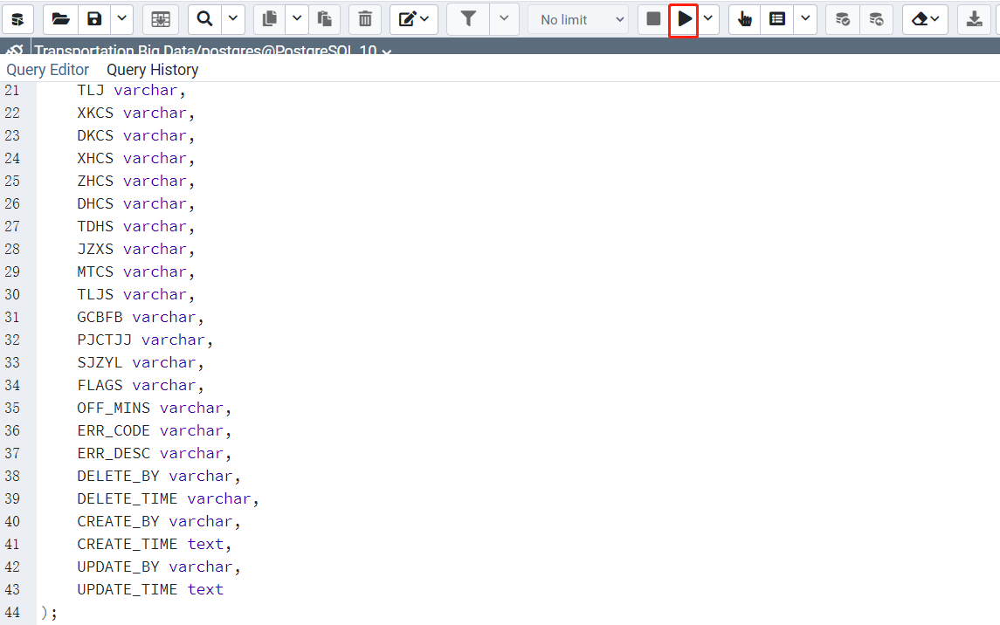 No limit
Transportation Big Data/postgres@PostgreSQL 10
Query Editor Query History
21 TLJ varchar,
22 XKCS varchar,
23 DKCS varchar,
24 XHCS varchar,
25 ZHCS varchar,
26 DHCS varchar,
27 TDHS varchar,
28 JZXS varchar,
29 MTCS varchar,
30 TLJS varchar,
31 GCBFB varchar,
32 PJCTJJ varchar,
33 SJZYL varchar,
34 FLAGS varchar,
35 OFF_MINS varchar,
36 ERR_CODE varchar,
37 ERR_DESC varchar,
38 DELETE_BY varchar,
39 DELETE_TIME varchar,
40 CREATE_BY varchar,
41 CREATE_TIME text,
42 UPDATE_BY varchar,
43 UPDATE_TIME text
44 );